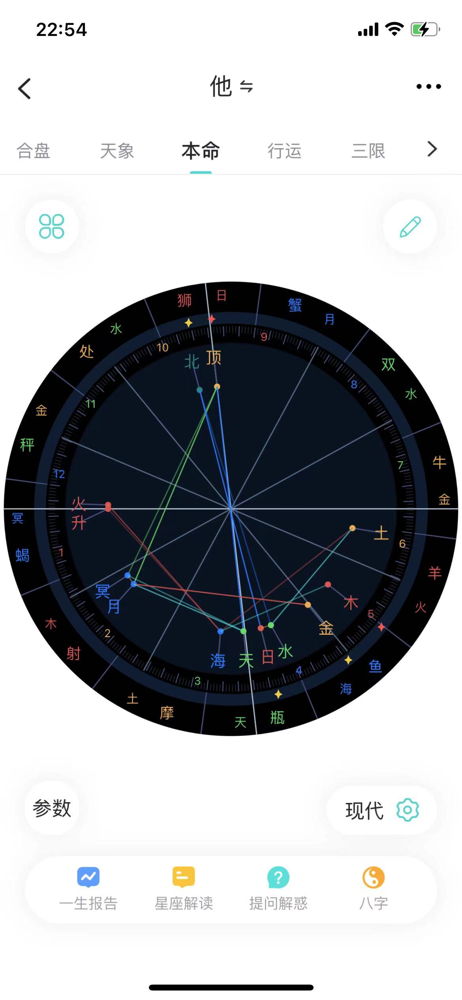 22:54
他
合盘 天象 本命 行运 三限
狮 日 蟹 月
水 处 双 水
9 10 北 顶 8
金 11 秤 牛
12 7 金
火 升 冥 蝎 土 6
1 羊
冥 月 木 火
木 射 2 金 5
海 天 日 水 鱼
3 4 海
土 摩 天 瓶
参数 现代
一生报告 星座解读 提问解惑 八字
?